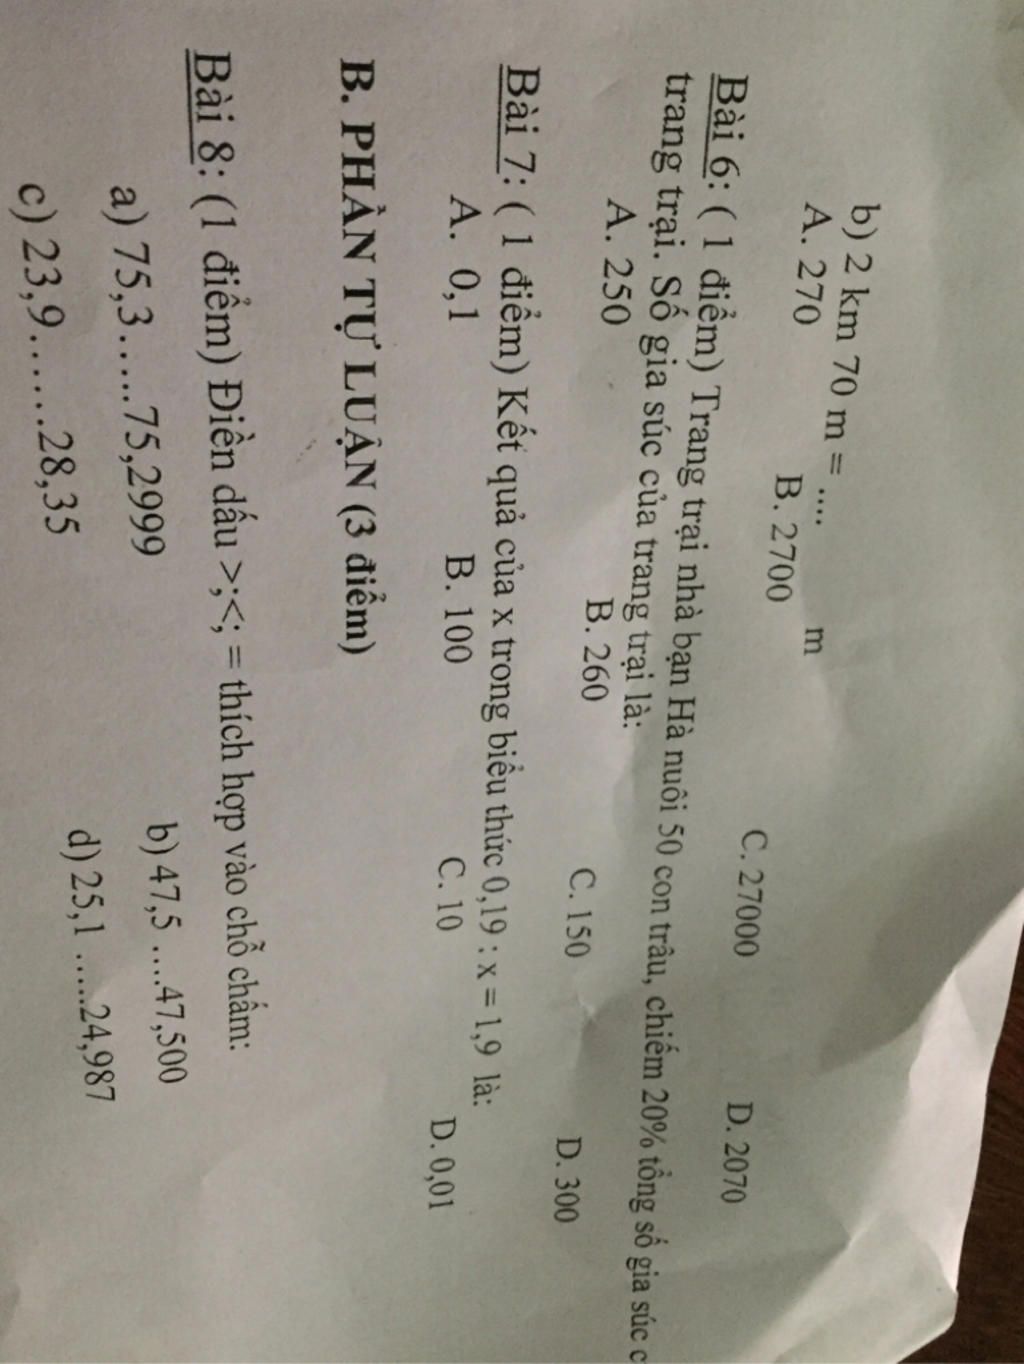 b) 2 km 70 m = .... m
A. 270 B. 2700 C. 27000 D. 2070
Bài 6: ( 1 điểm) Trang trại nhà bạn Hà nuôi 50 con trâu, chiếm 20% tổng số gia súc c
trang trại. Số gia súc của trang trại là:
A. 250 B. 260 C. 150 D. 300
Bài 7: ( 1 điểm) Kết quả của x trong biểu thức 0,19 : x = 1,9 là:
A. 0,1 B. 100 C. 10 D. 0,01
B. PHẦN TỰ LUẬN (3 điểm)
Bài 8: (1 điểm) Điền dấu >;<; = thích hợp vào chỗ chấm:
a) 75,3.....75,2999 b) 47,5 ....47,500
c) 23,9......28,35 d) 25,1 ......24,987